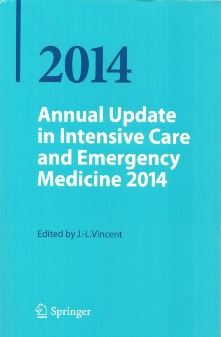 2014
Annual Update
in Intensive Care
and Emergency
Medicine 2014
Edited by J.-L.Vincent
Springer